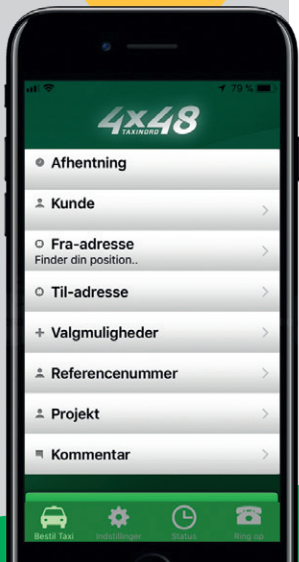 79 %
4x48
TAXINORD
Afhentning
Kunde
Fra-adresse
Finder din position..
Til-adresse
Valgmuligheder
Referencenummer
Projekt
Kommentar
Bestil Taxi Indstillinger Status Ring op